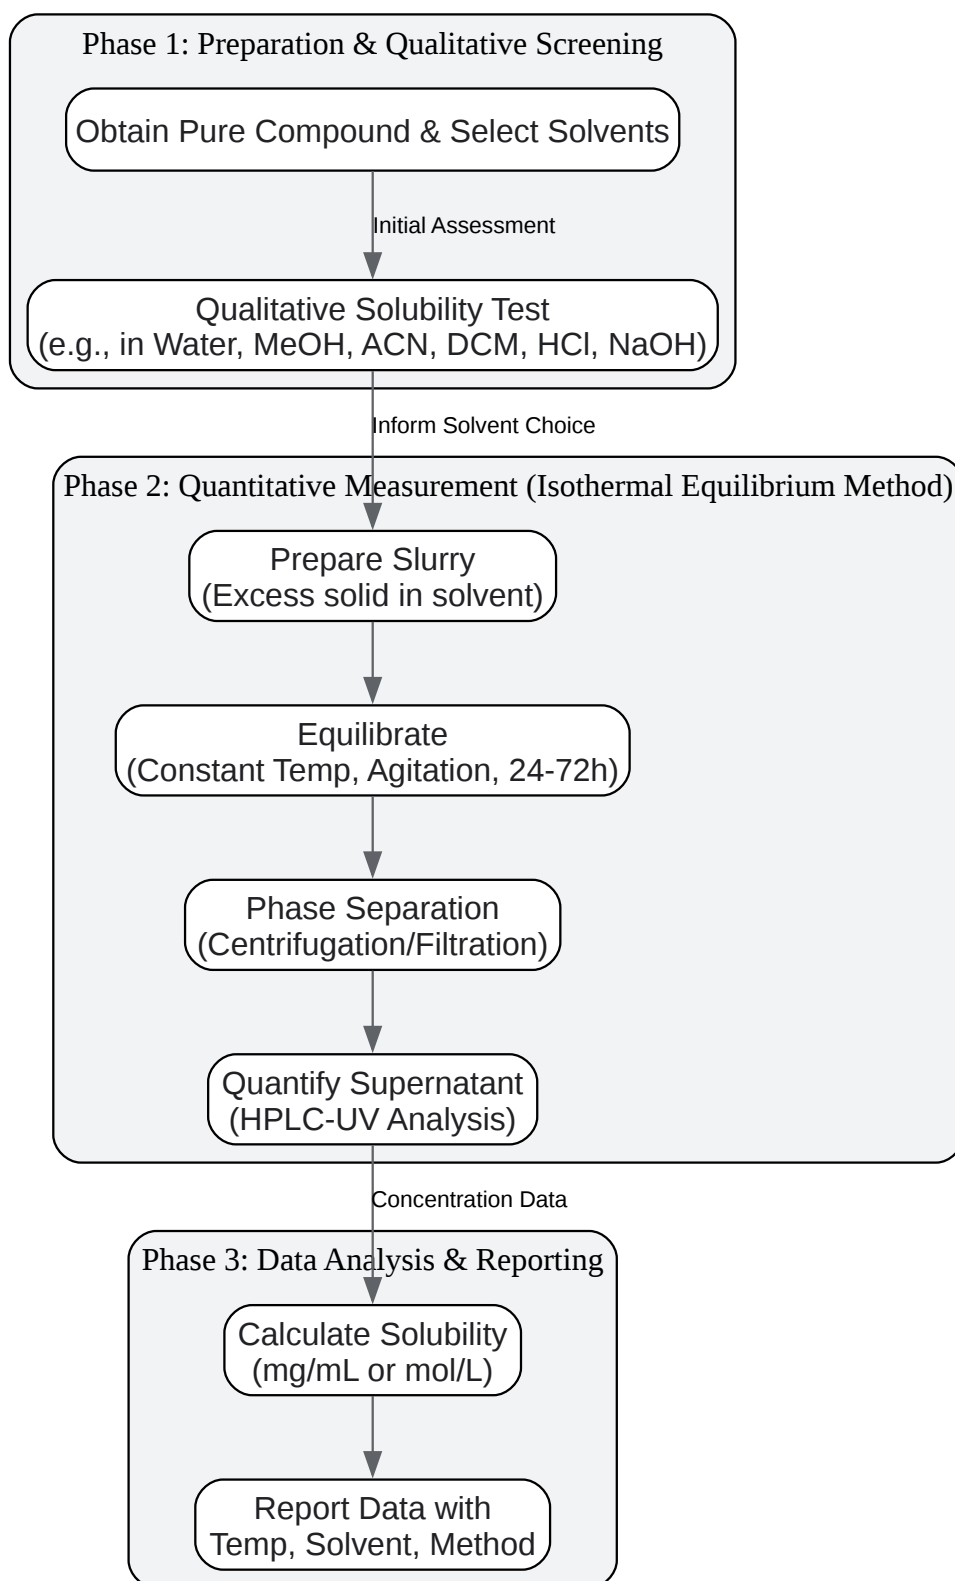 Phase 1: Preparation & Qualitative Screening
Obtain Pure Compound & Select Solvents
Initial Assessment
Qualitative Solubility Test
(e.g., in Water, MeOH, ACN, DCM, HCl, NaOH)
Inform Solvent Choice
Phase 2: Quantitative Measurement (Isothermal Equilibrium Method)
Prepare Slurry
(Excess solid in solvent)
Equilibrate
(Constant Temp, Agitation, 24-72h)
Phase Separation
(Centrifugation/Filtration)
Quantify Supernatant
(HPLC-UV Analysis)
Concentration Data
Phase 3: Data Analysis & Reporting
Calculate Solubility
(mg/mL or mol/L)
Report Data with
Temp, Solvent, Method